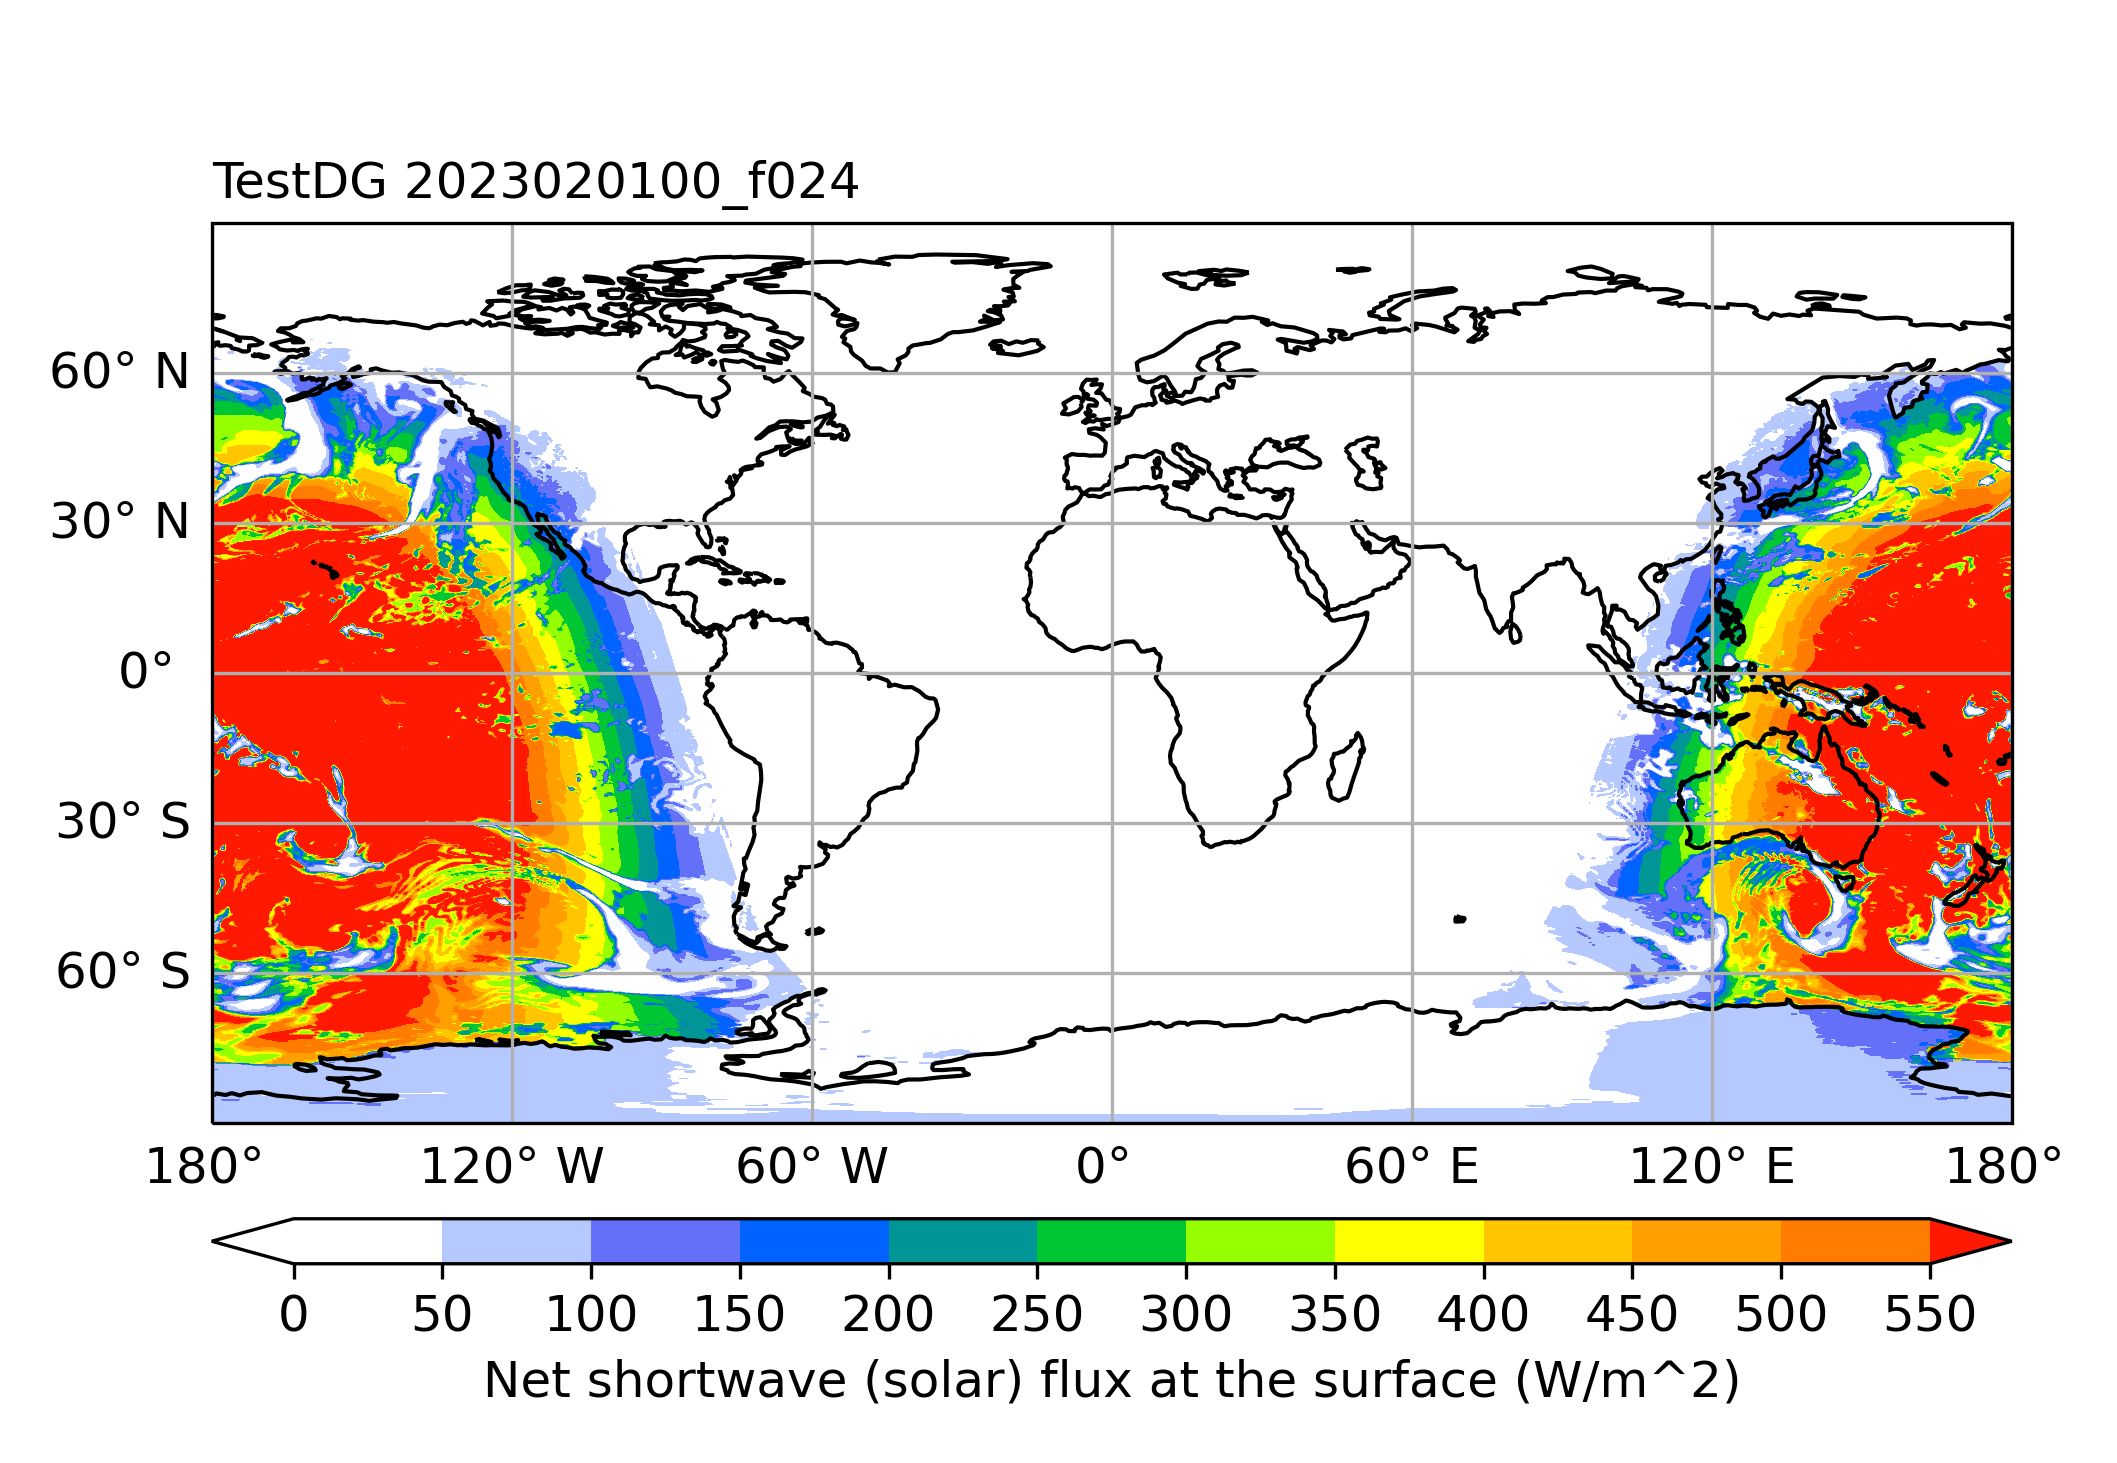 TestDG 2023020100_f024
60° N
30° N
0°
30° S
60° S
180° 120° W 60° W 0° 60° E 120° E 180°
0 50 100 150 200 250 300 350 400 450 500 550
Net shortwave (solar) flux at the surface (W/m^2)